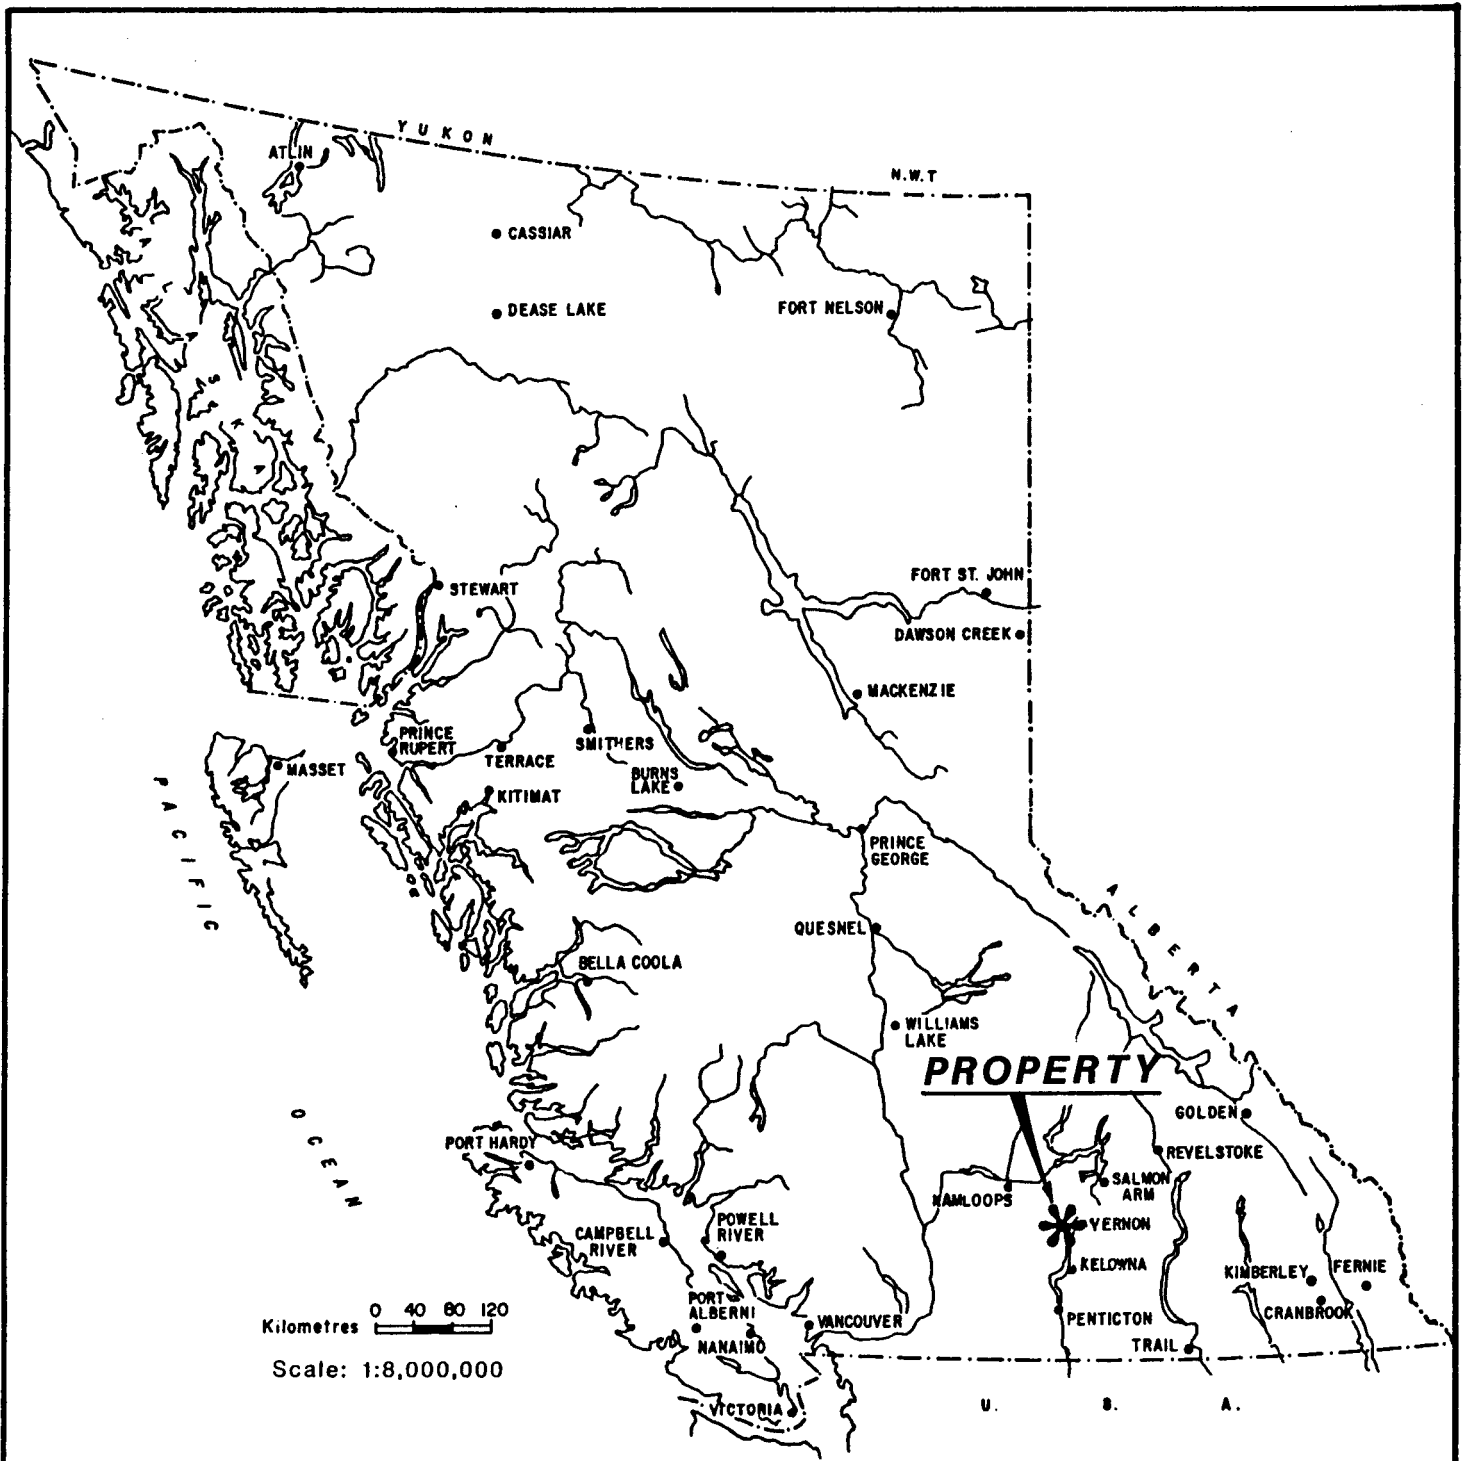 YUKON
N.W.T
ATLIN
CASSIAR
DEASE LAKE
FORT NELSON
ALASKA
STEWART
FORT ST. JOHN
DAWSON CREEK
MACKENZIE
PRINCE
RUPERT
TERRACE
SMITHERS
MASSET
BURNS
LAKE
KITIMAT
PACIFIC
PRINCE
GEORGE
ALBERTA
QUESNEL
BELLA COOLA
WILLIAMS
LAKE
PROPERTY
OCEAN
GOLDEN
PORT HARDY
REVELSTOKE
SALMON
ARM
KAMLOOPS
CAMPBELL
RIVER
POWELL
RIVER
VERNON
KELOWNA
KIMBERLEY
FERNIE
CRANBROOK
PORT
ALBERNI
PENTICTON
VANCOUVER
NANAIMO
TRAIL
0 40 80 120
Kilometres
Scale: 1:8,000,000
VICTORIA
U. S. A.